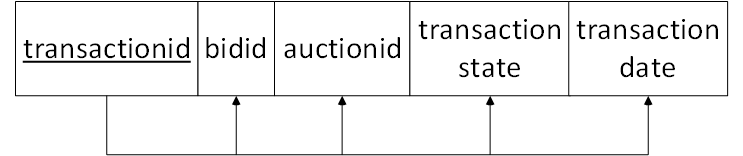 transactionid bidid auctionid transaction state transaction date